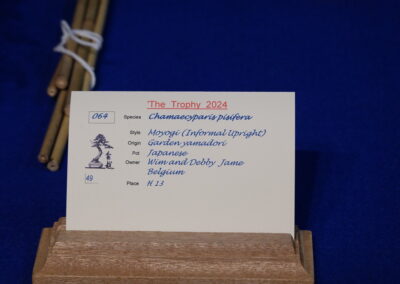 'The Trophy 2024
064 Species Chamaecyparis pisifera
Style Moyogi (Informal Upright)
Origin Garden yamadori
Pot Japanese
Owner Wim and Debby Jame
Belgium
49
Place H 13